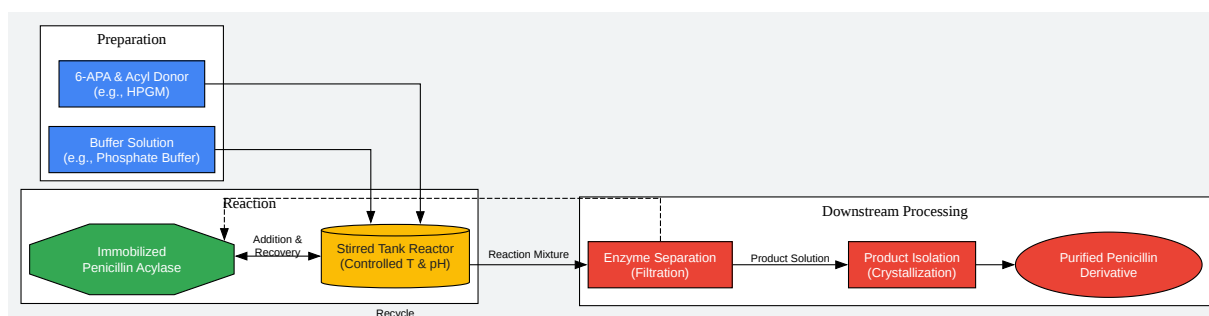 Preparation
6-APA & Acyl Donor
(e.g., HPGM)
Buffer Solution
(e.g., Phosphate Buffer)
Reaction
Immobilized
Penicillin Acylase
Addition &
Recovery
Stirred Tank Reactor
(Controlled T & pH)
Reaction Mixture
Downstream Processing
Enzyme Separation
(Filtration)
Product Solution
Product Isolation
(Crystallization)
Purified Penicillin
Derivative
Recycle